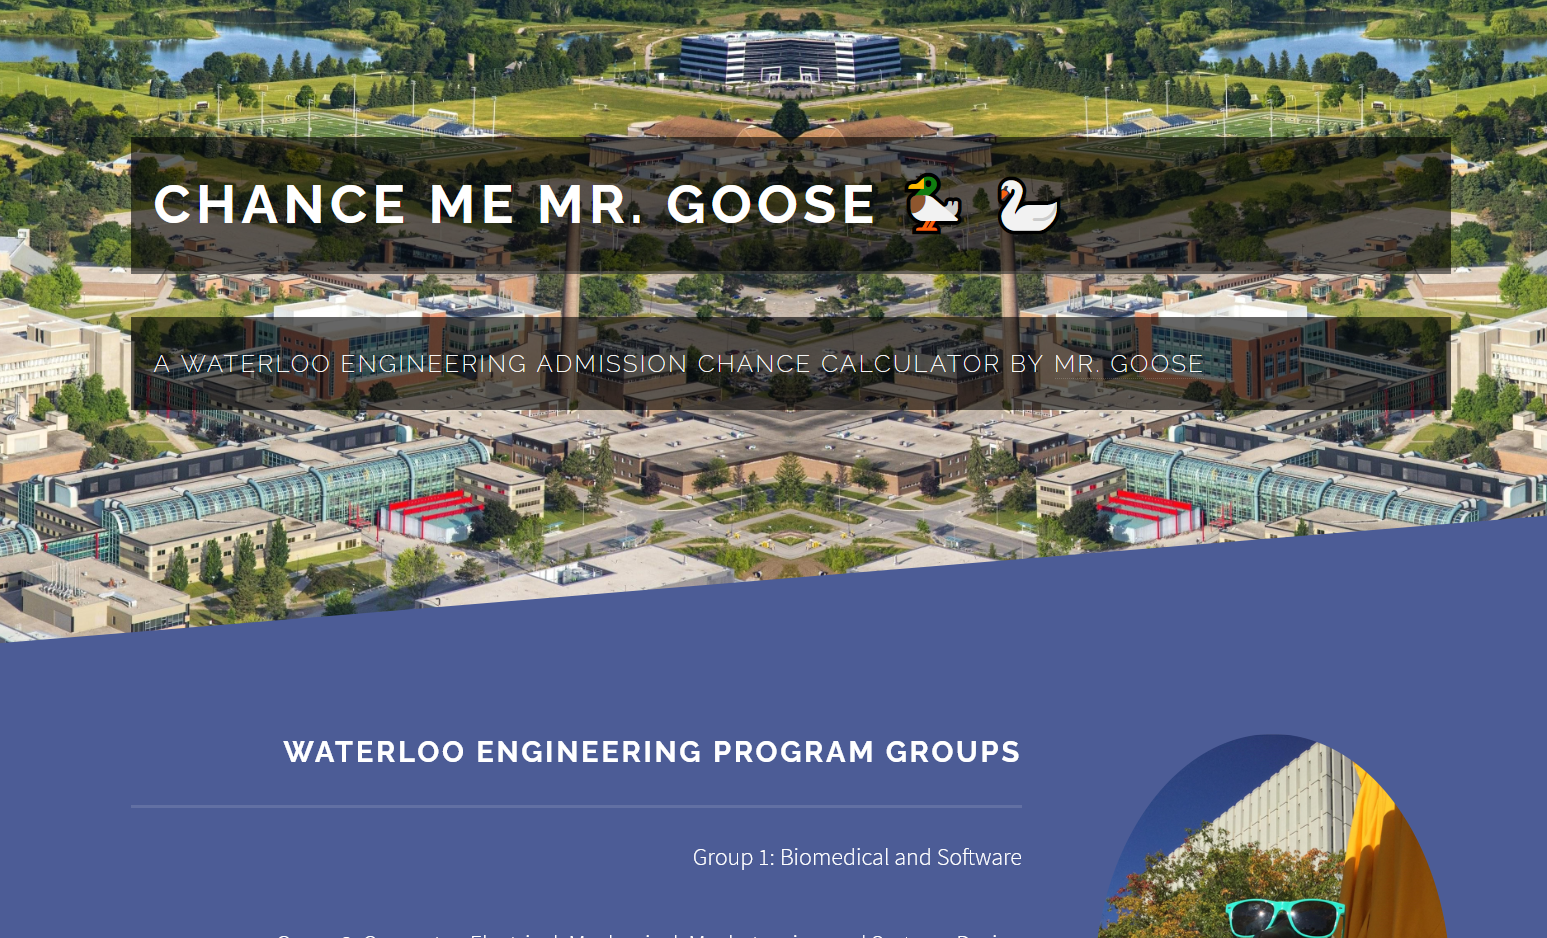 CHANCE ME MR. GOOSE
A WATERLOO ENGINEERING ADMISSION CHANCE CALCULATOR BY MR. GOOSE
WATERLOO ENGINEERING PROGRAM GROUPS
Group 1: Biomedical and Software